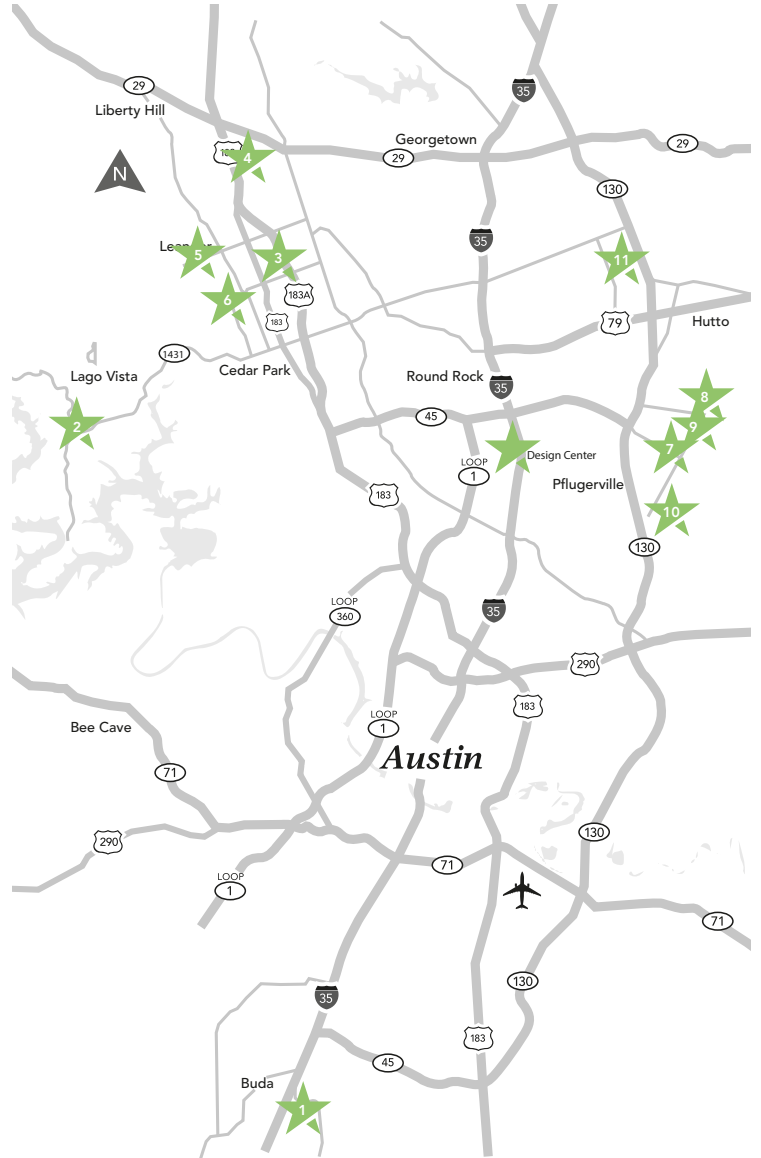 35
29
Liberty Hill
Georgetown
29
29
183
4
N
130
35
Leander
5
3
11
6
183A
183
79
Hutto
1431
Cedar Park
Lago Vista
Round Rock
35
8
45
2
9
7
Design Center
LOOP
1
Pflugerville
183
10
130
LOOP
360
35
290
183
LOOP
1
Bee Cave
Austin
71
130
290
71
LOOP
1
71
130
35
183
45
Buda
1